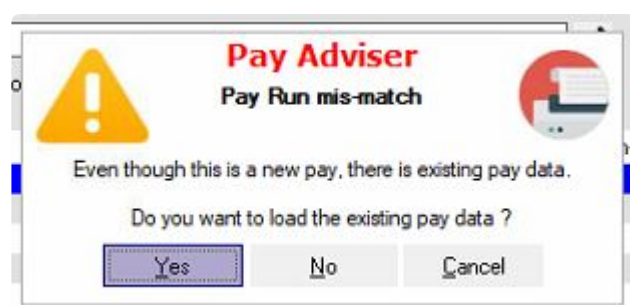 Pay Adviser
Pay Run mis-match
Even though this is a new pay, there is existing pay data.
Do you want to load the existing pay data ?
Yes
No
Cancel